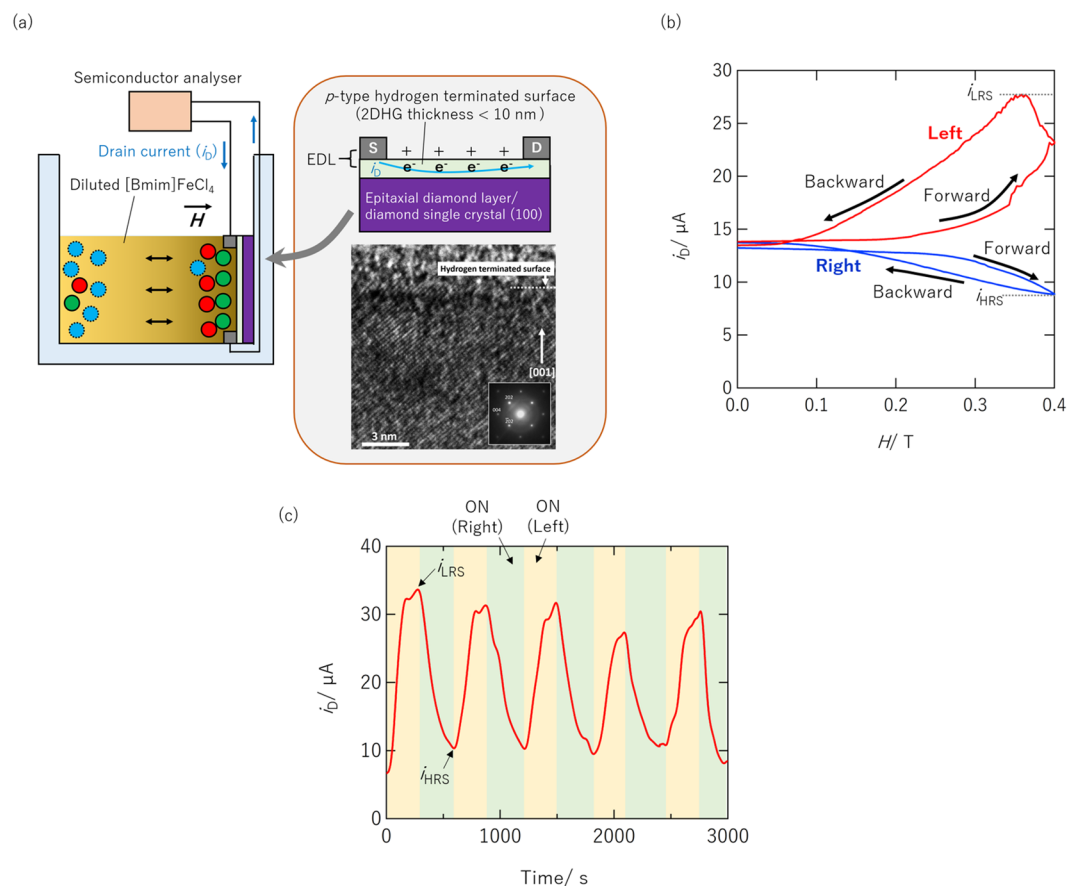 (a)
Semiconductor analyser
Drain current (iD)
Diluted [Bmim]FeCl4
H
p-type hydrogen terminated surface
(2DHG thickness < 10 nm )
EDL
S
+ + + +
D
iD
e- e- e- e-
Epitaxial diamond layer/
diamond single crystal (100)
Hydrogen terminated surface
[001]
3 nm
202
004
(b)
30
25
20
15
10
5
0
iD/ μA
iLRS
Left
Backward
Forward
Right
Forward
Backward
iHRS
0.0 0.1 0.2 0.3 0.4
H/ T
(c)
ON
(Right)
ON
(Left)
40
30
20
10
0
iD/ μA
iLRS
iHRS
0 1000 2000 3000
Time/ s